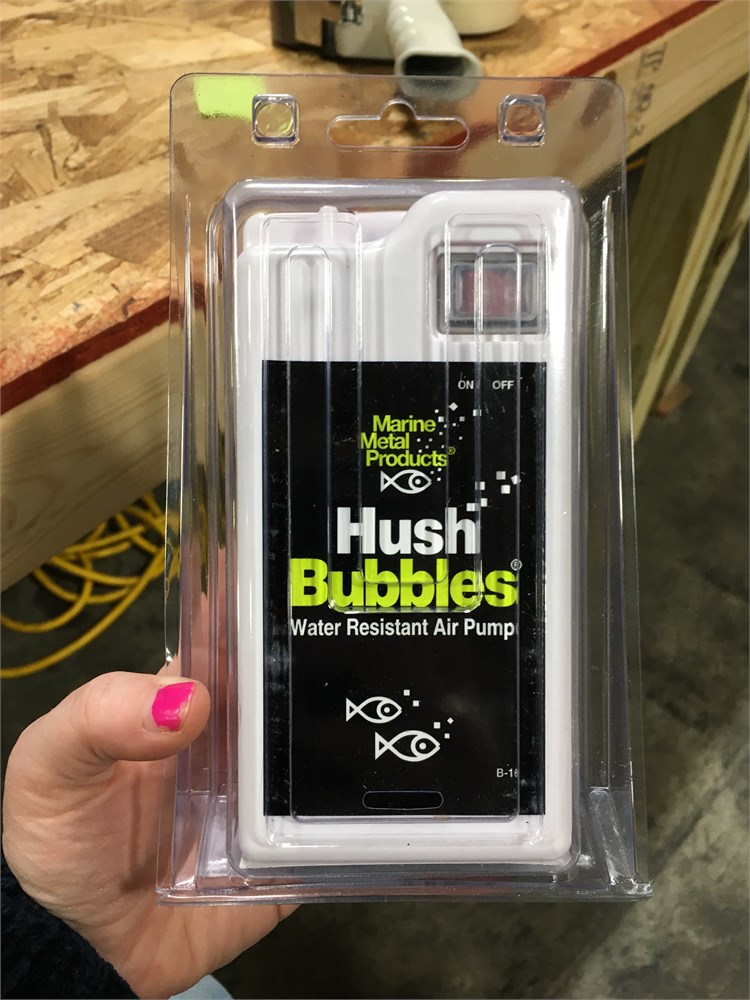 ON OFF
Marine
Metal
Products®
Hush
Bubbles®
Water Resistant Air Pump